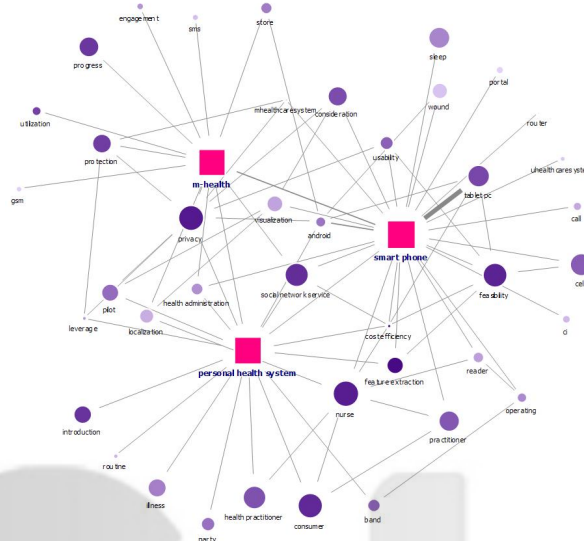 engagement
sms
store
progress
sleep
portal
mhealthcaresystem
consideration
wound
utilization
router
protection
usability
uhealthcaresyste
m-health
tablet pc
gsm
visualization
call
privacy
android
smart phone
social network service
feasibility
cell
pilot
health administration
leverage
localization
cost efficiency
ci
personal health system
feature extraction
reader
nurse
operating
introduction
practitioner
routine
illness
health practitioner
consumer
band
party